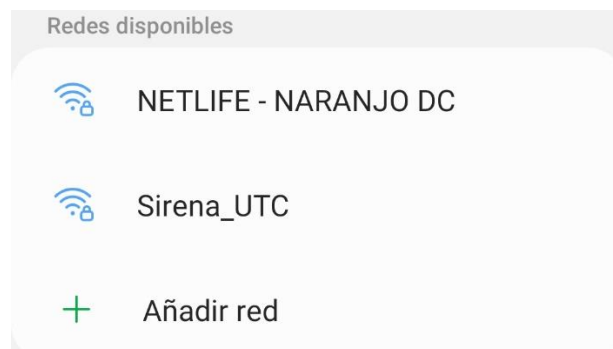 Redes disponibles
NETLIFE - NARANJO DC
Sirena_UTC
Añadir red